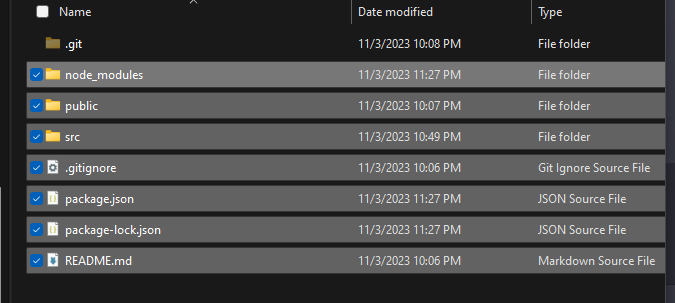 Name Date modified Type
.git 11/3/2023 10:08 PM File folder
node_modules 11/3/2023 11:27 PM File folder
public 11/3/2023 10:07 PM File folder
src 11/3/2023 10:49 PM File folder
.gitignore 11/3/2023 10:06 PM Git Ignore Source File
package.json 11/3/2023 11:27 PM JSON Source File
package-lock.json 11/3/2023 11:27 PM JSON Source File
README.md 11/3/2023 10:06 PM Markdown Source File